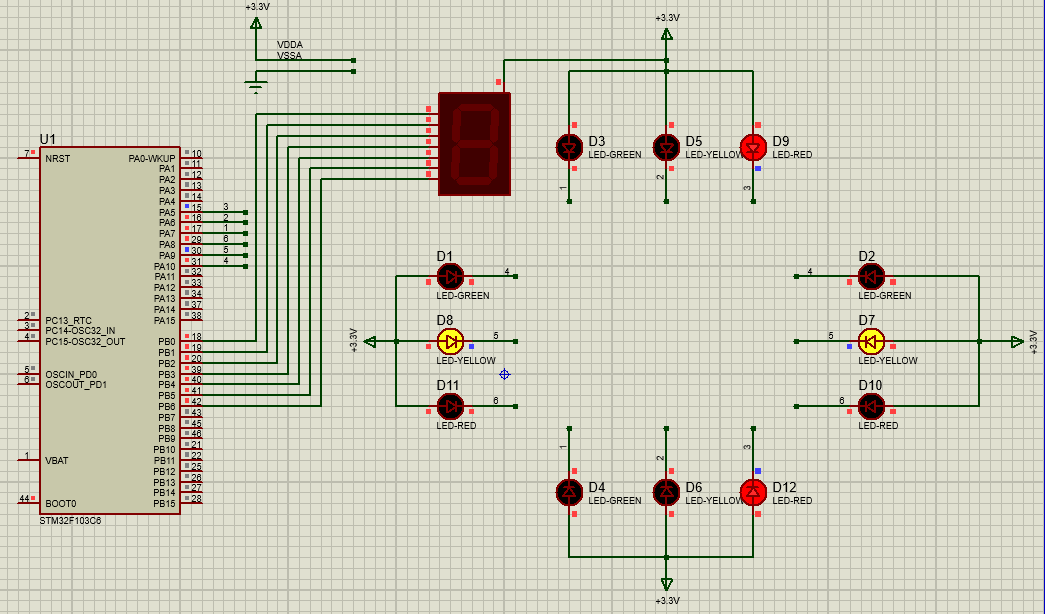 +3.3V
VDDA
VSSA
+3.3V
D3
LED-GREEN
D5
LED-YELLOW
D9
LED-RED
1
2
3
U1
7
NRST
PA0-WKUP
10
PA1
11
PA2
12
PA3
13
PA4
14
PA5
15
3
PA6
16
2
PA7
17
1
PA8
29
6
PA9
30
5
PA10
31
4
PA11
32
PA12
33
PA13
34
PA14
37
PA15
38
2
PC13_RTC
3
PC14-OSC32_IN
4
PC15-OSC32_OUT
PB0
18
PB1
19
PB2
20
PB3
39
PB4
40
PB5
41
PB6
42
PB7
43
PB8
45
PB9
46
PB10
21
PB11
22
PB12
25
PB13
26
PB14
27
PB15
28
5
OSCIN_PD0
6
OSCOUT_PD1
1
VBAT
44
BOOT0
STM32F103C6
D1
4
LED-GREEN
D8
5
LED-YELLOW
D11
6
LED-RED
+3.3V
D2
4
LED-GREEN
D7
5
LED-YELLOW
D10
6
LED-RED
+3.3V
1
2
3
D4
LED-GREEN
D6
LED-YELLOW
D12
LED-RED
+3.3V